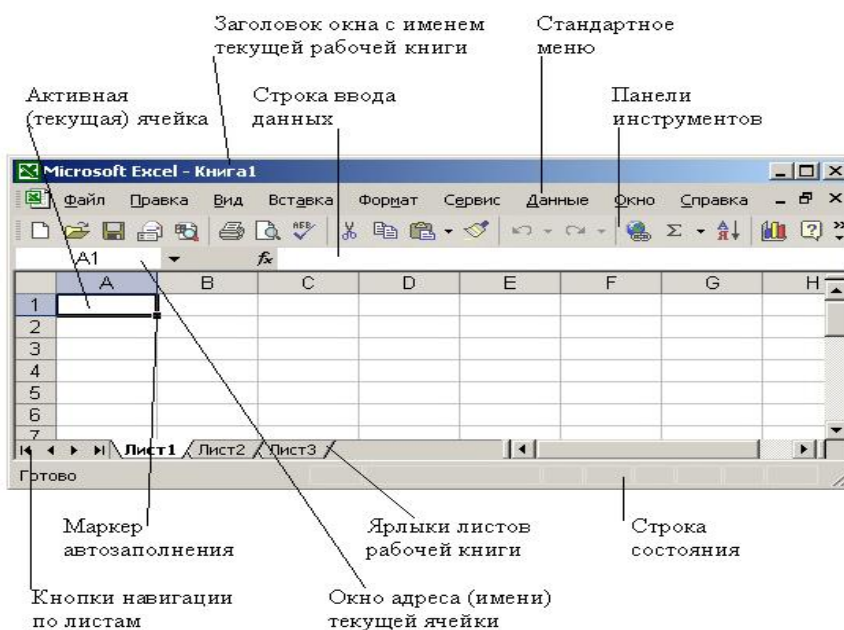 Заголовок окна с именем
текущей рабочей книги
Стандартное
меню
Активная
(текущая) ячейка
Строка ввода
данных
Панели
инструментов
Microsoft Excel - Книга1
Файл Правка Вид Вставка Формат Сервис Данные Окно Справка
A1 fx
A B C D E F G H
1
2
3
4
5
6
7
Лист1 Лист2 Лист3
Готово
Маркер
автозаполнения
Ярлыки листов
рабочей книги
Строка
состояния
Кнопки навигации
по листам
Окно адреса (имени)
текущей ячейки